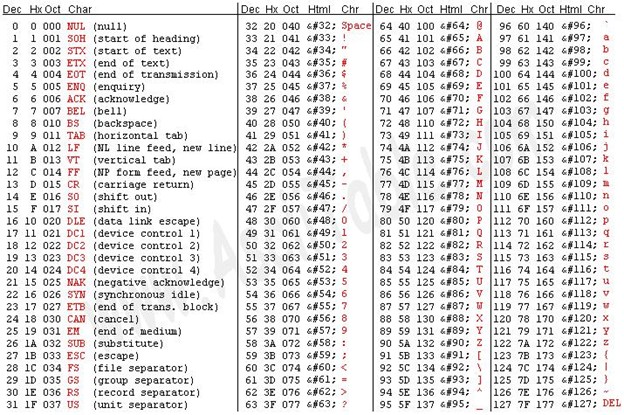 Dec Hx Oct Char Dec Hx Oct Html Chr Dec Hx Oct Html Chr Dec Hx Oct Html Chr
0 0 000 NUL (null) 32 20 040 &#32; Space 64 40 100 &#64; @ 96 60 140 &#96; `
1 1 001 SOH (start of heading) 33 21 041 &#33; ! 65 41 101 &#65; A 97 61 141 &#97; a
2 2 002 STX (start of text) 34 22 042 &#34; " 66 42 102 &#66; B 98 62 142 &#98; b
3 3 003 ETX (end of text) 35 23 043 &#35; # 67 43 103 &#67; C 99 63 143 &#99; c
4 4 004 EOT (end of transmission) 36 24 044 &#36; $ 68 44 104 &#68; D 100 64 144 &#100; d
5 5 005 ENQ (enquiry) 37 25 045 &#37; % 69 45 105 &#69; E 101 65 145 &#101; e
6 6 006 ACK (acknowledge) 38 26 046 &#38; & 70 46 106 &#70; F 102 66 146 &#102; f
7 7 007 BEL (bell) 39 27 047 &#39; ' 71 47 107 &#71; G 103 67 147 &#103; g
8 8 010 BS (backspace) 40 28 050 &#40; ( 72 48 110 &#72; H 104 68 150 &#104; h
9 9 011 TAB (horizontal tab) 41 29 051 &#41; ) 73 49 111 &#73; I 105 69 151 &#105; i
10 A 012 LF (NL line feed, new line) 42 2A 052 &#42; * 74 4A 112 &#74; J 106 6A 152 &#106; j
11 B 013 VT (vertical tab) 43 2B 053 &#43; + 75 4B 113 &#75; K 107 6B 153 &#107; k
12 C 014 FF (NP form feed, new page) 44 2C 054 &#44; , 76 4C 114 &#76; L 108 6C 154 &#108; l
13 D 015 CR (carriage return) 45 2D 055 &#45; - 77 4D 115 &#77; M 109 6D 155 &#109; m
14 E 016 SO (shift out) 46 2E 056 &#46; . 78 4E 116 &#78; N 110 6E 156 &#110; n
15 F 017 SI (shift in) 47 2F 057 &#47; / 79 4F 117 &#79; O 111 6F 157 &#111; o
16 10 020 DLE (data link escape) 48 30 060 &#48; 0 80 50 120 &#80; P 112 70 160 &#112; p
17 11 021 DC1 (device control 1) 49 31 061 &#49; 1 81 51 121 &#81; Q 113 71 161 &#113; q
18 12 022 DC2 (device control 2) 50 32 062 &#50; 2 82 52 122 &#82; R 114 72 162 &#114; r
19 13 023 DC3 (device control 3) 51 33 063 &#51; 3 83 53 123 &#83; S 115 73 163 &#115; s
20 14 024 DC4 (device control 4) 52 34 064 &#52; 4 84 54 124 &#84; T 116 74 164 &#116; t
21 15 025 NAK (negative acknowledge) 53 35 065 &#53; 5 85 55 125 &#85; U 117 75 165 &#117; u
22 16 026 SYN (synchronous idle) 54 36 066 &#54; 6 86 56 126 &#86; V 118 76 166 &#118; v
23 17 027 ETB (end of trans. block) 55 37 067 &#55; 7 87 57 127 &#87; W 119 77 167 &#119; w
24 18 030 CAN (cancel) 56 38 070 &#56; 8 88 58 130 &#88; X 120 78 170 &#120; x
25 19 031 EM (end of medium) 57 39 071 &#57; 9 89 59 131 &#89; Y 121 79 171 &#121; y
26 1A 032 SUB (substitute) 58 3A 072 &#58; : 90 5A 132 &#90; Z 122 7A 172 &#122; z
27 1B 033 ESC (escape) 59 3B 073 &#59; ; 91 5B 133 &#91; [ 123 7B 173 &#123; {
28 1C 034 FS (file separator) 60 3C 074 &#60; < 92 5C 134 &#92; \ 124 7C 174 &#124; |
29 1D 035 GS (group separator) 61 3D 075 &#61; = 93 5D 135 &#93; ] 125 7D 175 &#125; }
30 1E 036 RS (record separator) 62 3E 076 &#62; > 94 5E 136 &#94; ^ 126 7E 176 &#126; ~
31 1F 037 US (unit separator) 63 3F 077 &#63; ? 95 5F 137 &#95; _ 127 7F 177 &#127; DEL